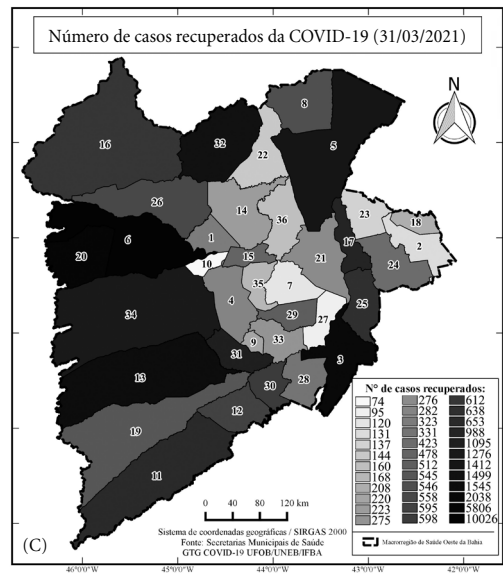 Número de casos recuperados da COVID-19 (31/03/2021)
N
8
16
32
5
22
26
14
23
18
36
1
2
6
17
20
10
15
21
24
35
7
4
25
34
29
27
9
33
31
3
13
30
28
12
19
11
N° de casos recuperados:
74 276 612
95 282 638
120 323 653
131 331 988
137 423 1095
144 478 1276
160 512 1412
168 545 1499
208 546 1545
220 558 2038
223 595 5806
275 598 10026
0 40 80 120 km
Sistema de coordenadas geográficas / SIRGAS 2000
Fonte: Secretarias Municipais de Saúde
GTG COVID-19 UFOB/UNEB/IFBA
Macrorregião de Saúde Oeste da Bahia
(C)
46°0'0"W 45°0'0"W 44°0'0"W 43°0'0"W 42°0'0"W